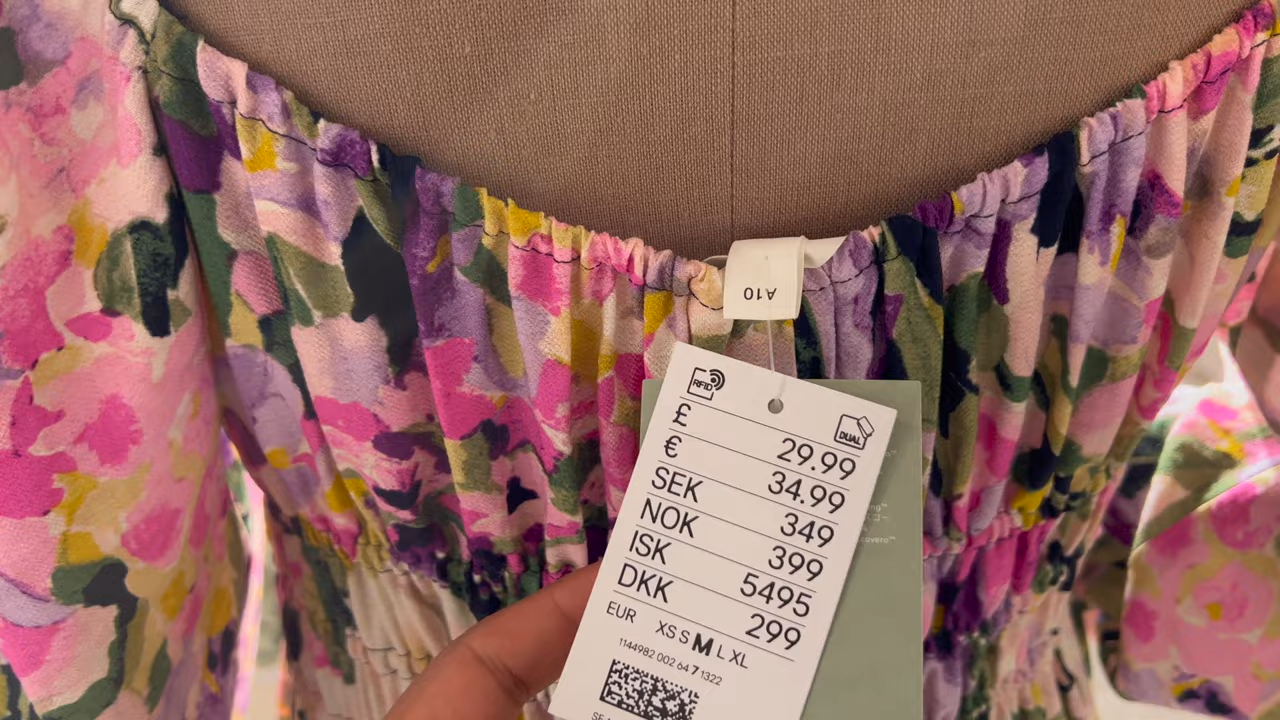 A10
RFID
DUAL
£ 29.99
€ 34.99
SEK 349
NOK 399
ISK 5495
DKK 299
EUR XS S M L XL
1144982 002 64 7 1322